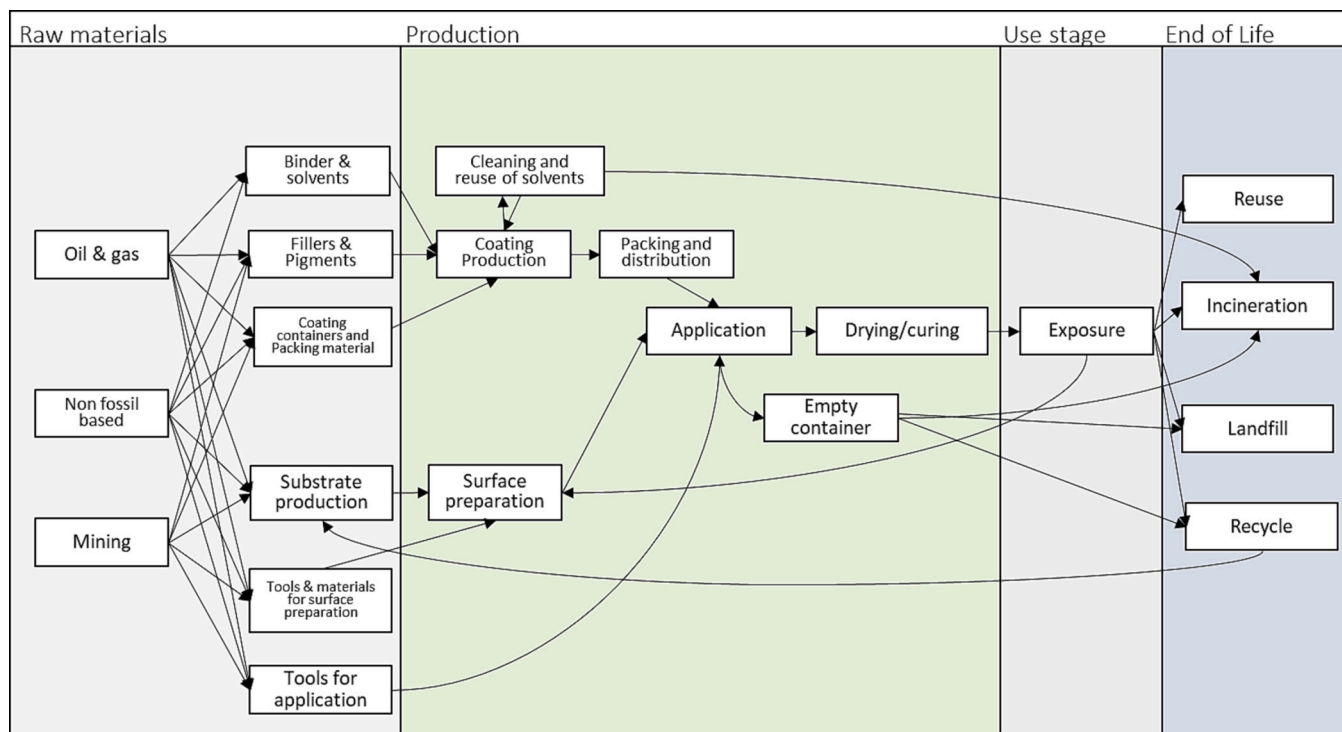 Raw materials
Production
Use stage
End of Life
Binder &
solvents
Cleaning and
reuse of solvents
Reuse
Oil & gas
Fillers &
Pigments
Coating
Production
Packing and
distribution
Incineration
Coating
containers and
Packing material
Application
Drying/curing
Exposure
Non fossil
based
Empty
container
Landfill
Substrate
production
Surface
preparation
Mining
Recycle
Tools & materials
for surface
preparation
Tools for
application